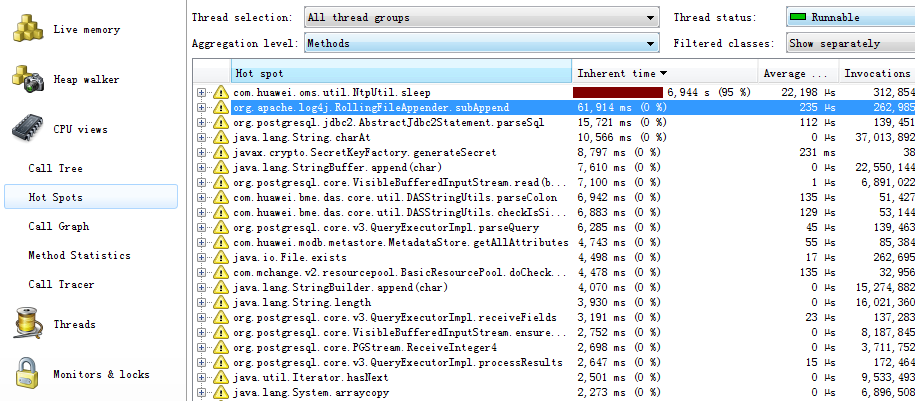 Live memory
Heap walker
CPU views
Call Tree
Hot Spots
Call Graph
Method Statistics
Call Tracer
Threads
Monitors & locks
Thread selection: All thread groups Thread status: Runnable
Aggregation level: Methods Filtered classes: Show separately
Hot spot Inherent time Average ... Invocations
com.huawei.oms.util.NtpUtil.sleep 6,944 s (95 %) 22,198 μs 312,854
org.apache.log4j.RollingFileAppender.subAppend 61,914 ms (0 %) 235 μs 262,985
org.postgresql.jdbc2.AbstractJdbc2Statement.parseSql 15,721 ms (0 %) 112 μs 139,451
java.lang.String.charAt 10,566 ms (0 %) 0 μs 37,013,892
javax.crypto.SecretKeyFactory.generateSecret 8,797 ms (0 %) 231 ms 38
java.lang.StringBuffer.append(char) 7,610 ms (0 %) 0 μs 22,550,144
org.postgresql.core.VisibleBufferedInputStream.read(b... 7,100 ms (0 %) 1 μs 6,891,022
com.huawei.bme.das.core.util.DASStringUtils.parseColon 6,942 ms (0 %) 135 μs 51,427
com.huawei.bme.das.core.util.DASStringUtils.checkIsSi... 6,883 ms (0 %) 129 μs 53,144
org.postgresql.core.v3.QueryExecutorImpl.parseQuery 6,285 ms (0 %) 45 μs 139,463
com.huawei.modb.metastore.MetadataStore.getAllAttributes 4,743 ms (0 %) 55 μs 85,384
java.io.File.exists 4,498 ms (0 %) 17 μs 262,695
com.mchange.v2.resourcepool.BasicResourcePool.doCheck... 4,478 ms (0 %) 135 μs 32,956
java.lang.StringBuilder.append(char) 4,070 ms (0 %) 0 μs 15,274,882
java.lang.String.length 3,930 ms (0 %) 0 μs 16,021,360
org.postgresql.core.v3.QueryExecutorImpl.receiveFields 3,191 ms (0 %) 23 μs 137,283
org.postgresql.core.VisibleBufferedInputStream.ensure... 2,752 ms (0 %) 0 μs 8,187,845
org.postgresql.core.PGStream.ReceiveInteger4 2,698 ms (0 %) 0 μs 3,711,752
org.postgresql.core.v3.QueryExecutorImpl.processResults 2,647 ms (0 %) 15 μs 172,464
java.util.Iterator.hasNext 2,501 ms (0 %) 0 μs 9,533,493
java.lang.System.arraycopy 2,273 ms (0 %) 0 μs 6,896,508